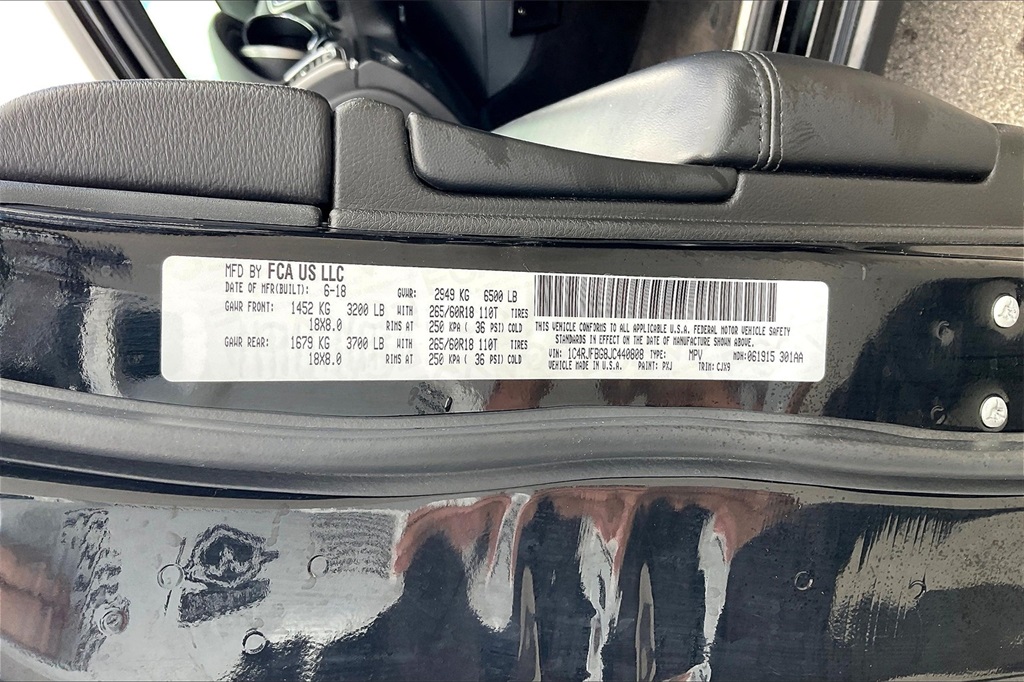 MFD BY FCA US LLC
DATE OF MFR(BUILT): 6-18 GVWR: 2949 KG 6500 LB
GAWR FRONT: 1452 KG 3200 LB WITH 265/60R18 110T TIRES
18X8.0 RIMS AT 250 KPA ( 36 PSI) COLD
GAWR REAR: 1679 KG 3700 LB WITH 265/60R18 110T TIRES
18X8.0 RIMS AT 250 KPA ( 36 PSI) COLD
THIS VEHICLE CONFORMS TO ALL APPLICABLE U.S.A. FEDERAL MOTOR VEHICLE SAFETY
STANDARDS IN EFFECT ON THE DATE OF MANUFACTURE SHOWN ABOVE.
VIN: 1C4RJFBG8JC440808 TYPE: MPV MDH: 061915 301AA
VEHICLE MADE IN U.S.A. PAINT: PXJ TRIM: CJX9